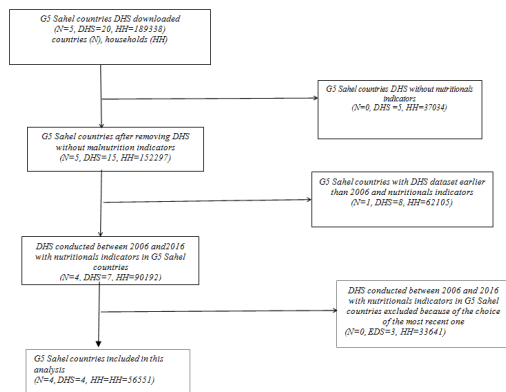 G5 Sahel countries DHS downloaded
(N=5, DHS=20, HH=189338)
countries (N), households (HH)
G5 Sahel countries DHS without nutritionals
indicators
(N=0, DHS =5, HH=37034)
G5 Sahel countries after removing DHS
without malnutrition indicators
(N=5, DHS=15, HH=152297)
G5 Sahel countries with DHS dataset earlier
than 2006 and nutritionals indicators
(N=1, DHS=8, HH=62105)
DHS conducted between 2006 and2016
with nutritionals indicators in G5 Sahel
countries
(N=4, DHS=7, HH=90192)
DHS conducted between 2006 and 2016
with nutritionals indicators in G5 Sahel
countries excluded because of the choice
of the most recent one
(N=0, EDS=3, HH=33641)
G5 Sahel countries included in this
analysis
(N=4, DHS=4, HH=HH=56551)